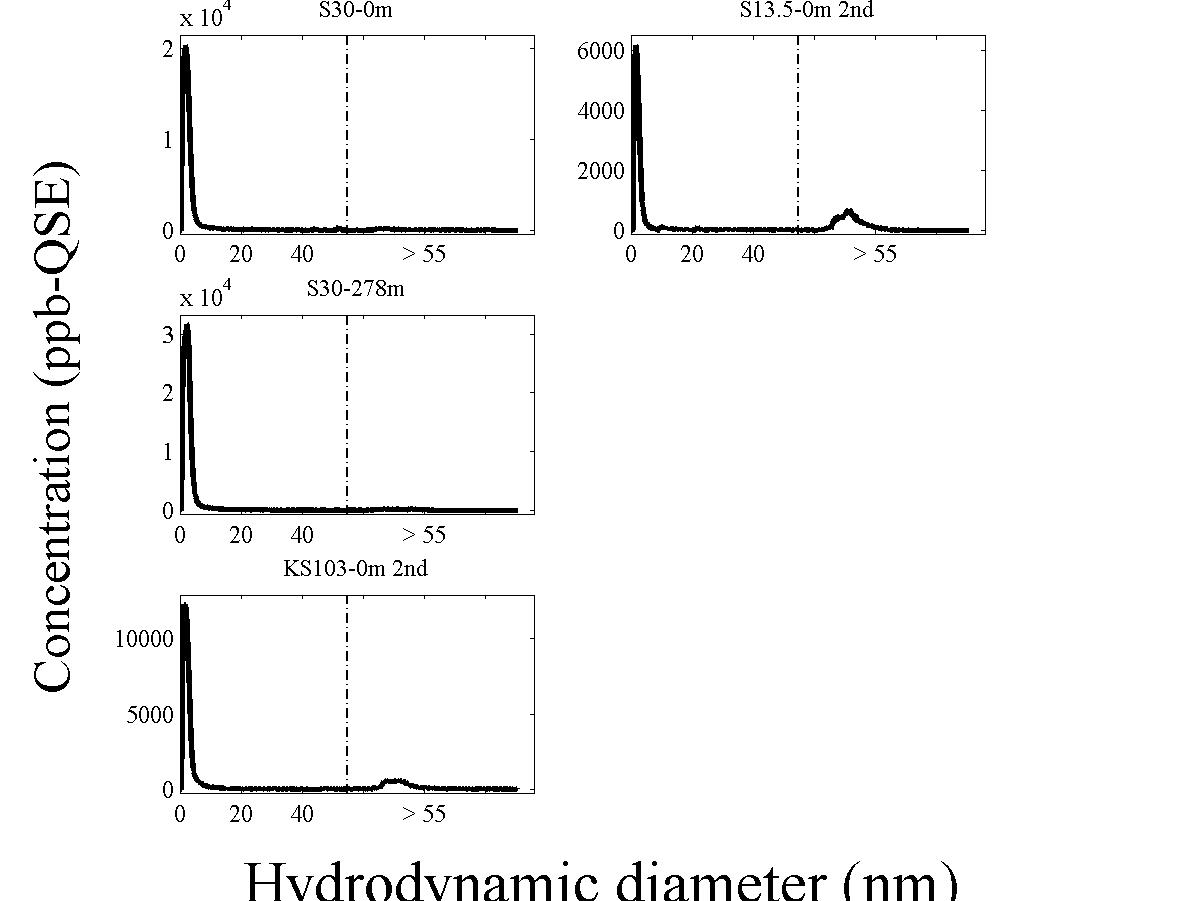 S30-0m
x 10^4
2
1
0
0 20 40 > 55
S13.5-0m 2nd
6000
4000
2000
0
0 20 40 > 55
S30-278m
x 10^4
3
2
1
0
0 20 40 > 55
KS103-0m 2nd
10000
5000
0
0 20 40 > 55
Concentration (ppb-QSE)
Hydrodynamic diameter (nm)